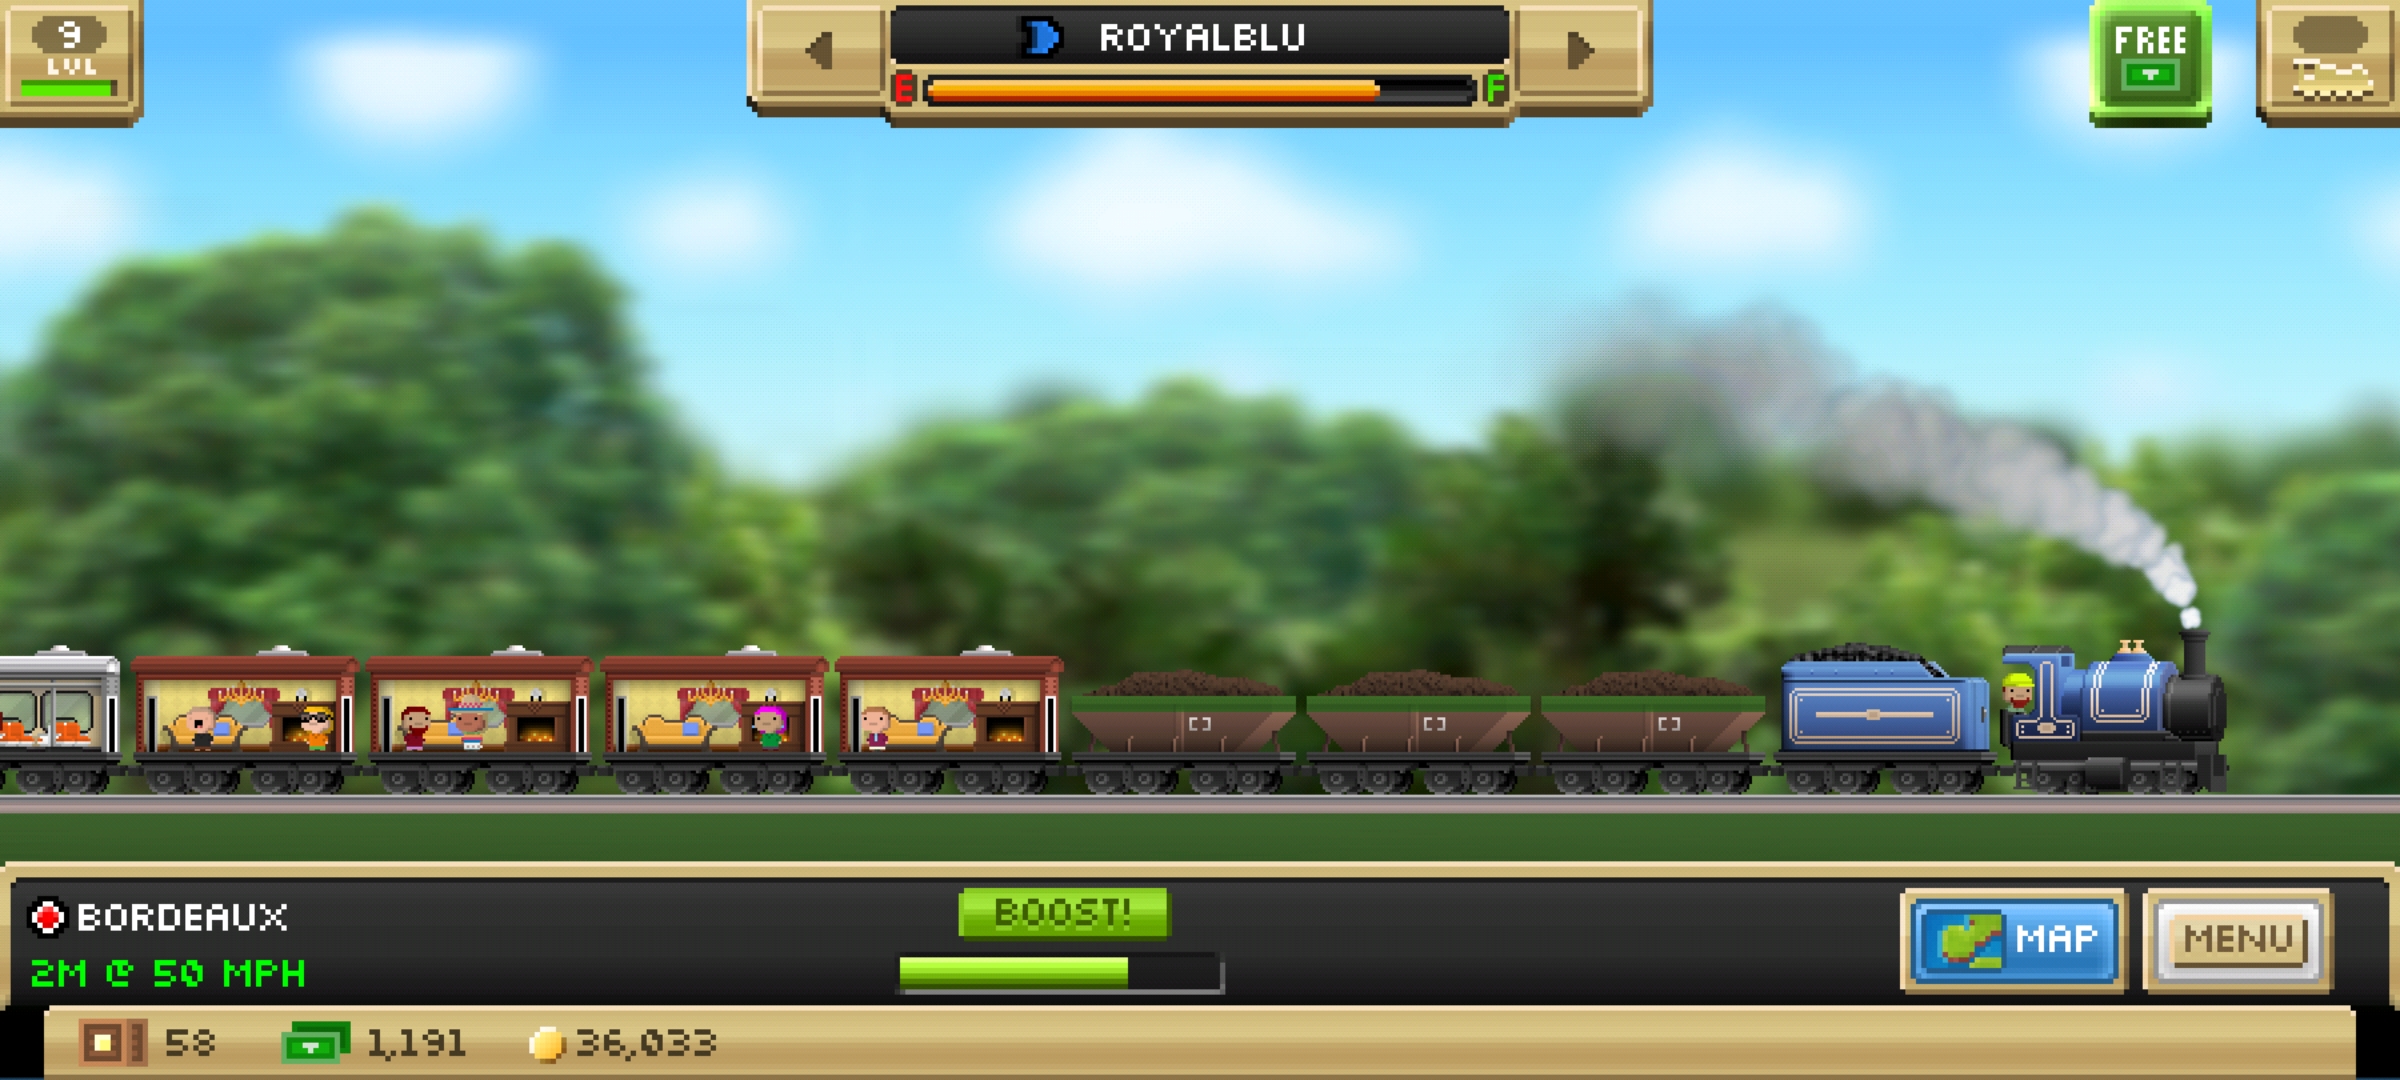 9
LVL
ROYALBLU
E
F
FREE
BORDEAUX
2M @ 50 MPH
BOOST!
MAP
MENU
58
1,191
36,033